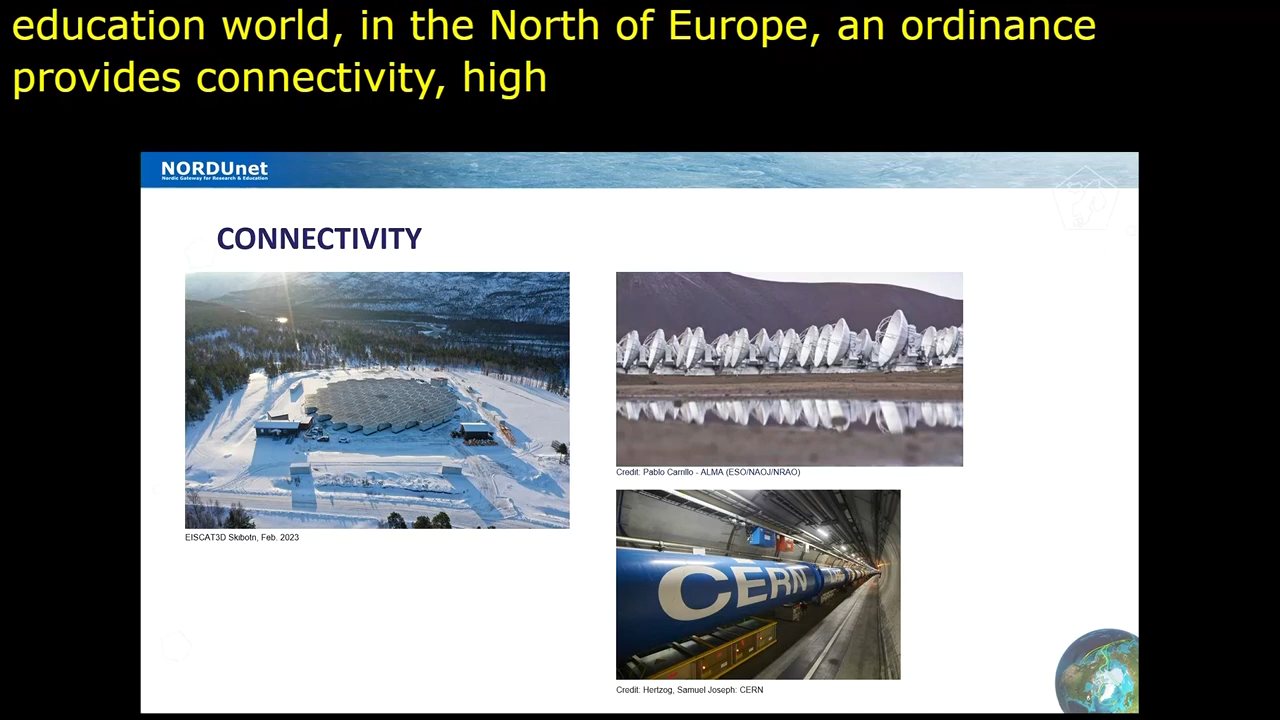 education world, in the North of Europe, an ordinance
provides connectivity, high
NORDUnet
Nordic Gateway for Research & Education
CONNECTIVITY
EISCAT3D Skibotn, Feb. 2023
Credit: Pablo Carrillo - ALMA (ESO/NAOJ/NRAO)
CERN
Credit: Hertzog, Samuel Joseph: CERN